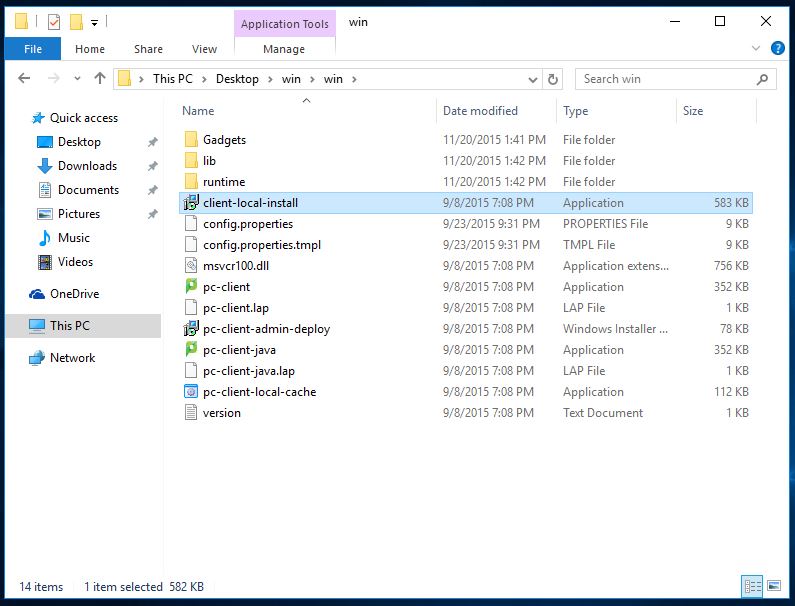 Application Tools win
File Home Share View Manage
This PC Desktop win win Search win
Name Date modified Type Size
Quick access
Desktop
Downloads
Documents
Pictures
Music
Videos
OneDrive
This PC
Network
Gadgets 11/20/2015 1:41 PM File folder
lib 11/20/2015 1:42 PM File folder
runtime 11/20/2015 1:42 PM File folder
client-local-install 9/8/2015 7:08 PM Application 583 KB
config.properties 9/23/2015 9:31 PM PROPERTIES File 9 KB
config.properties.tmpl 9/23/2015 9:31 PM TMPL File 9 KB
msvcr100.dll 9/8/2015 7:08 PM Application extens... 756 KB
pc-client 9/8/2015 7:08 PM Application 352 KB
pc-client.lap 9/8/2015 7:08 PM LAP File 1 KB
pc-client-admin-deploy 9/8/2015 7:08 PM Windows Installer ... 78 KB
pc-client-java 9/8/2015 7:08 PM Application 352 KB
pc-client-java.lap 9/8/2015 7:08 PM LAP File 1 KB
pc-client-local-cache 9/8/2015 7:08 PM Application 112 KB
version 9/8/2015 7:08 PM Text Document 1 KB
14 items 1 item selected 582 KB